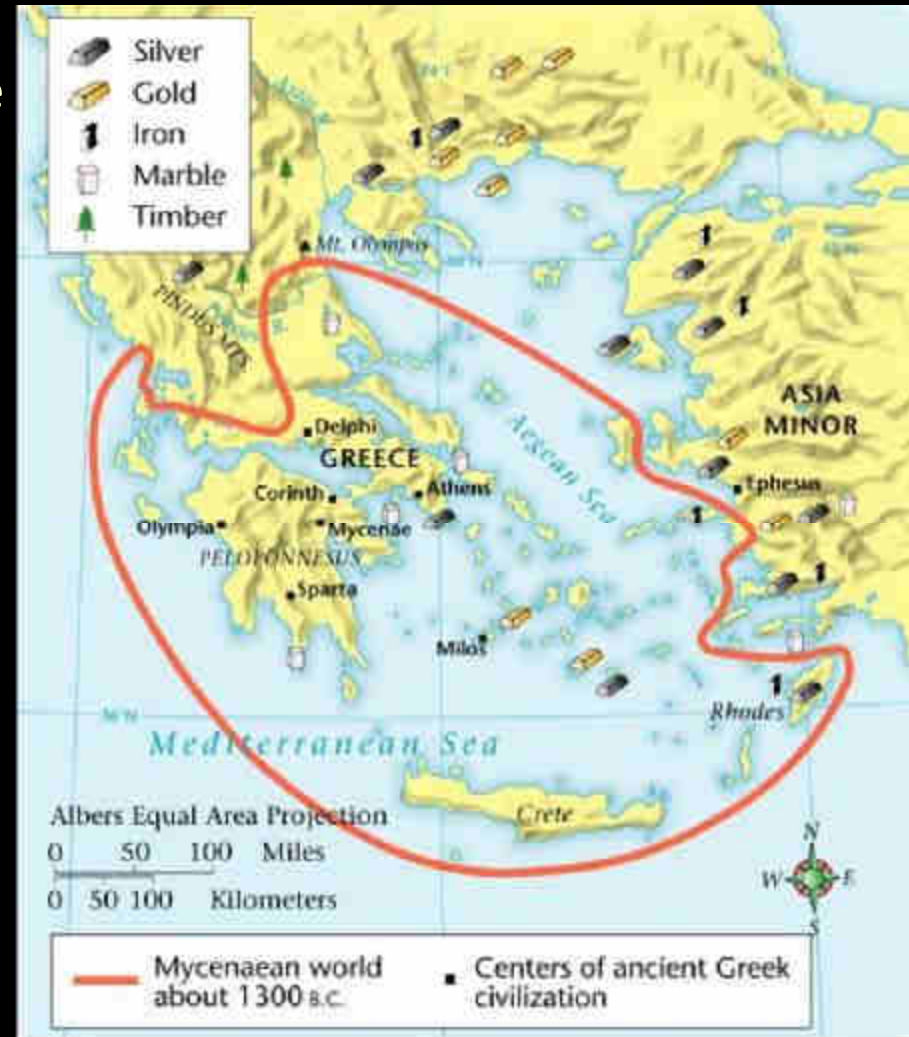 e
Silver
Gold
Iron
Marble
Timber
Mt. Olympus
PINDUS MTS.
Aegean Sea
ASIA
MINOR
Delphi
GREECE
Ephesus
Corinth
Athens
Olympia
Mycenae
PELOPONNESUS
Sparta
Milos
Rhodes
Mediterranean Sea
Crete
Albers Equal Area Projection
0 50 100 Miles
0 50 100 Kilometers
N
W E
S
Mycenaean world
about 1300 B.C.
Centers of ancient Greek
civilization